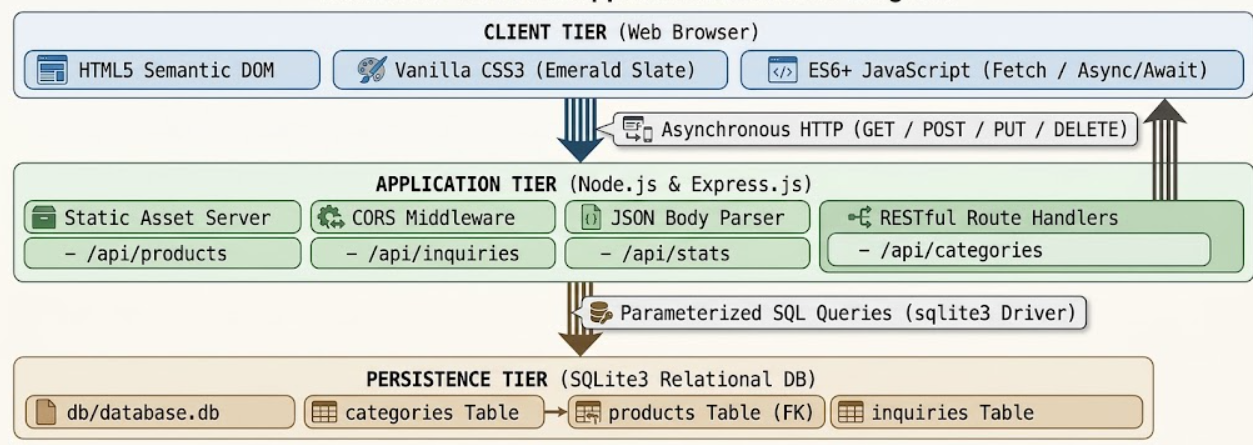 CLIENT TIER (Web Browser)
HTML5 Semantic DOM
Vanilla CSS3 (Emerald Slate)
ES6+ JavaScript (Fetch / Async/Await)
Asynchronous HTTP (GET / POST / PUT / DELETE)
APPLICATION TIER (Node.js & Express.js)
Static Asset Server
CORS Middleware
JSON Body Parser
RESTful Route Handlers
– /api/products
– /api/inquiries
– /api/stats
– /api/categories
Parameterized SQL Queries (sqlite3 Driver)
PERSISTENCE TIER (SQLite3 Relational DB)
db/database.db
categories Table
products Table (FK)
inquiries Table